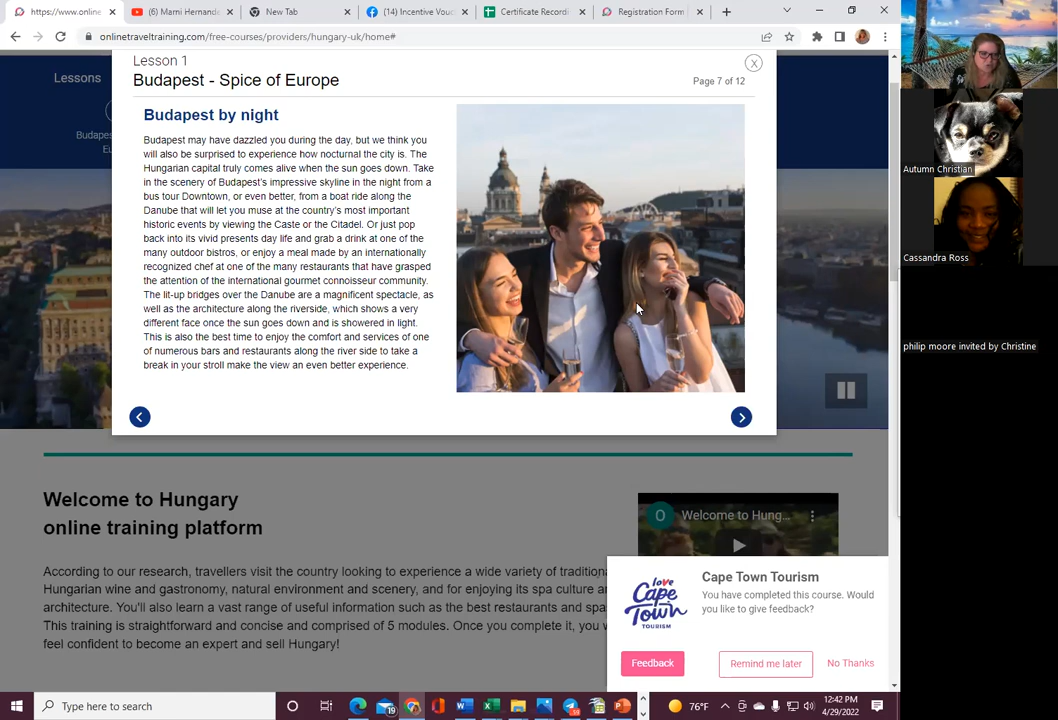 https://www.online
(6) Marni Hernande
New Tab
(14) Incentive Vouc
Certificate Recordi
Registration Form
onlinetraveltraining.com/free-courses/providers/hungary-uk/home#
Lessons
Budapes
Eu
Lesson 1
Budapest - Spice of Europe
Page 7 of 12
X
Budapest by night
Budapest may have dazzled you during the day, but we think you
will also be surprised to experience how nocturnal the city is. The
Hungarian capital truly comes alive when the sun goes down. Take
in the scenery of Budapest's impressive skyline in the night from a
bus tour Downtown, or even better, from a boat ride along the
Danube that will let you muse at the country's most important
historic events by viewing the Caste or the Citadel. Or just pop
back into its vivid presents day life and grab a drink at one of the
many outdoor bistros, or enjoy a meal made by an internationally
recognized chef at one of the many restaurants that have grasped
the attention of the international gourmet connoisseur community.
The lit-up bridges over the Danube are a magnificent spectacle, as
well as the architecture along the riverside, which shows a very
different face once the sun goes down and is showered in light.
This is also the best time to enjoy the comfort and services of one
of numerous bars and restaurants along the river side to take a
break in your stroll make the view an even better experience.
Autumn Christian
Cassandra Ross
philip moore invited by Christine
Welcome to Hungary
online training platform
O Welcome to Hung...
According to our research, travellers visit the country looking to experience a wide variety of traditiona
Hungarian wine and gastronomy, natural environment and scenery, and for enjoying its spa culture a
architecture. You'll also learn a vast range of useful information such as the best restaurants and spa
This training is straightforward and concise and comprised of 5 modules. Once you complete it, you w
feel confident to become an expert and sell Hungary!
love
Cape
Town
TOURISM
Cape Town Tourism
You have completed this course. Would
you like to give feedback?
Feedback
Remind me later
No Thanks
Type here to search
19
76°F
12:42 PM
4/29/2022